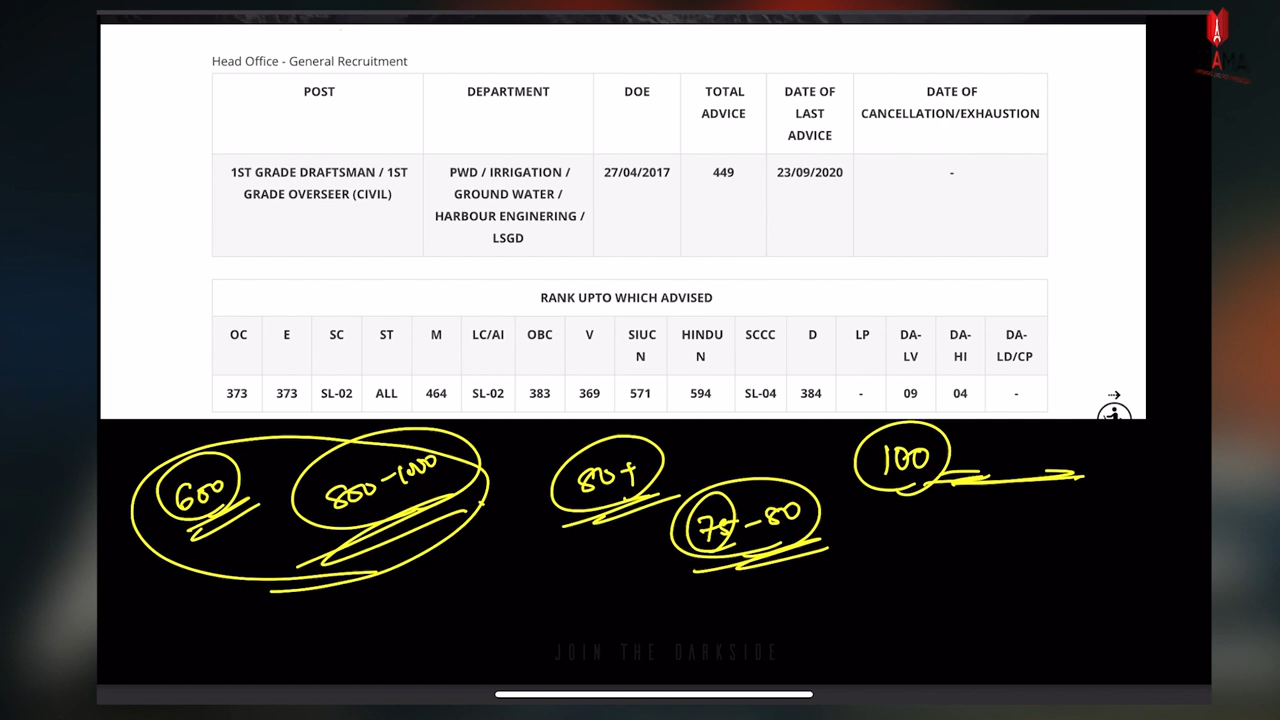 Head Office - General Recruitment
POST DEPARTMENT DOE TOTAL ADVICE DATE OF LAST ADVICE DATE OF CANCELLATION/EXHAUSTION
1ST GRADE DRAFTSMAN / 1ST GRADE OVERSEER (CIVIL) PWD / IRRIGATION / GROUND WATER / HARBOUR ENGINERING / LSGD 27/04/2017 449 23/09/2020 -
RANK UPTO WHICH ADVISED
OC E SC ST M LC/AI OBC V SIUC N HINDU N SCCC D LP DA-LV DA-HI DA-LD/CP
373 373 SL-02 ALL 464 SL-02 383 369 571 594 SL-04 384 - 09 04 -
600 800-1000 80+ 75-80 100
JOIN THE DARKSIDE